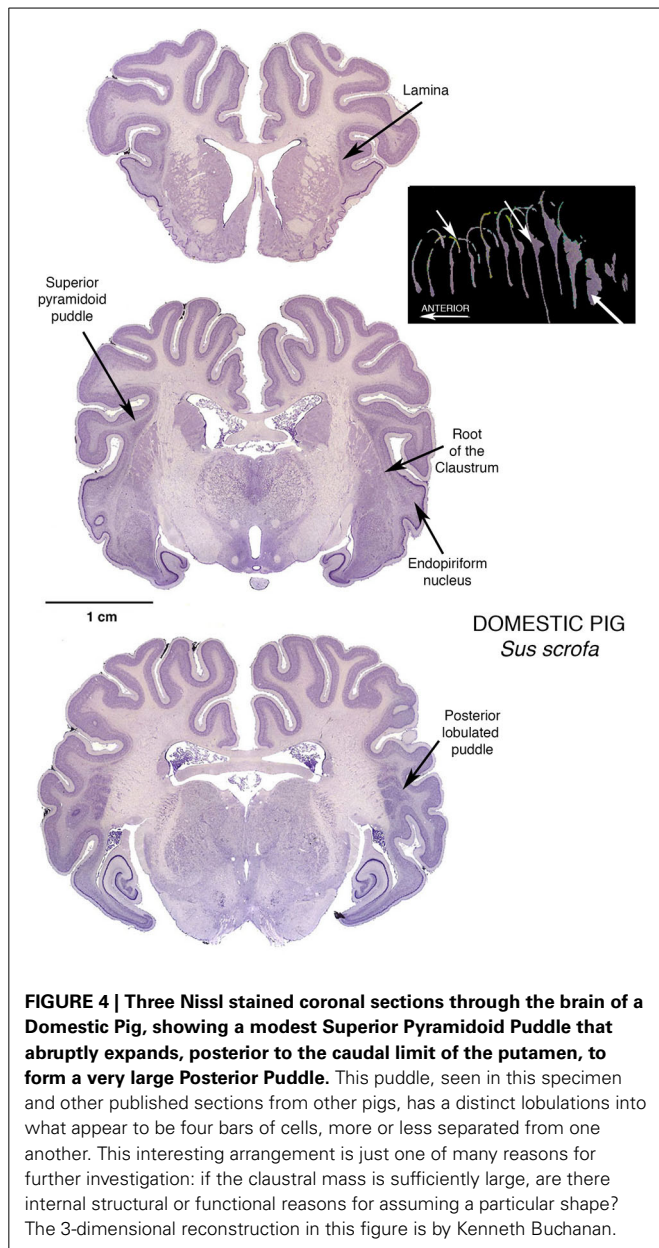 Lamina
ANTERIOR
Superior
pyramidoid
puddle
Root
of the
Claustrum
Endopiriform
nucleus
1 cm
DOMESTIC PIG
Sus scrofa
Posterior
lobulated
puddle
FIGURE 4 | Three Nissl stained coronal sections through the brain of a
Domestic Pig, showing a modest Superior Pyramidoid Puddle that
abruptly expands, posterior to the caudal limit of the putamen, to
form a very large Posterior Puddle. This puddle, seen in this specimen
and other published sections from other pigs, has a distinct lobulations into
what appear to be four bars of cells, more or less separated from one
another. This interesting arrangement is just one of many reasons for
further investigation: if the claustral mass is sufficiently large, are there
internal structural or functional reasons for assuming a particular shape?
The 3-dimensional reconstruction in this figure is by Kenneth Buchanan.